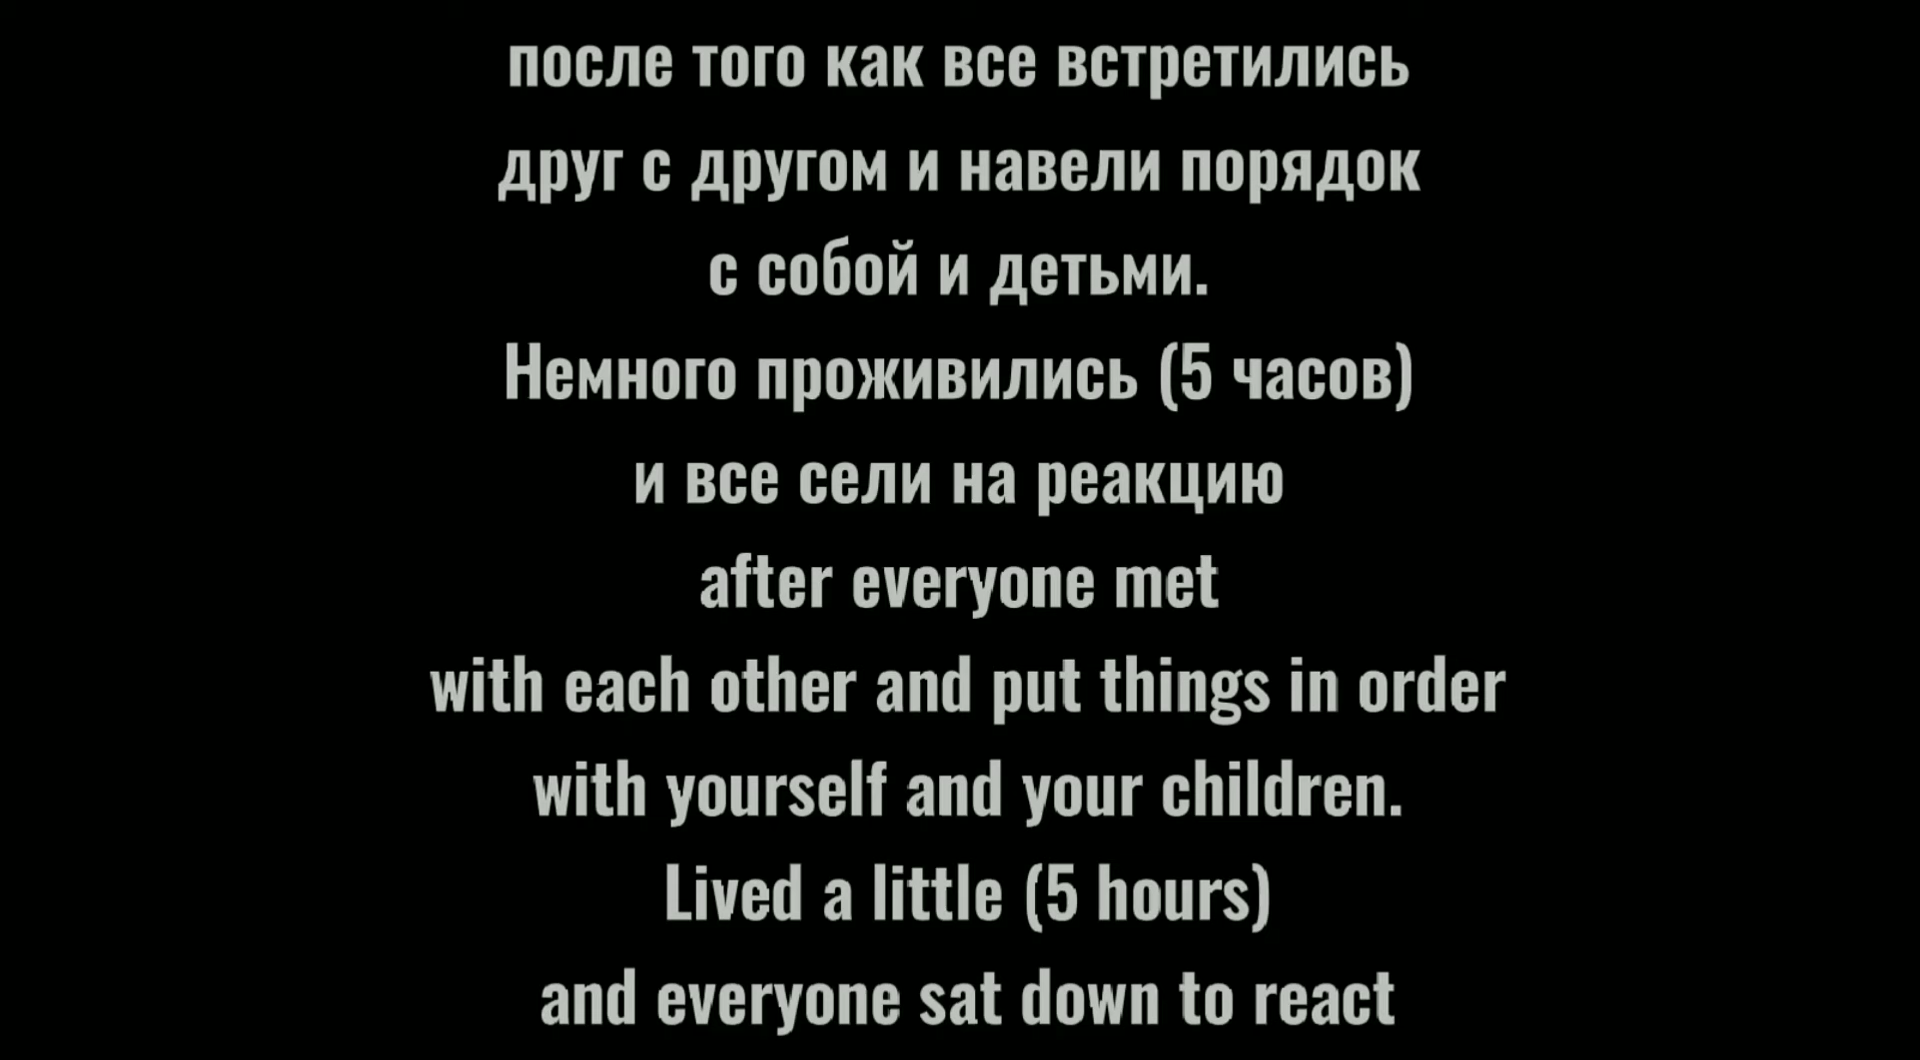 после того как все встретились
друг с другом и навели порядок
с собой и детьми.
Немного проживились (5 часов)
и все сели на реакцию
after everyone met
with each other and put things in order
with yourself and your children.
Lived a little (5 hours)
and everyone sat down to react